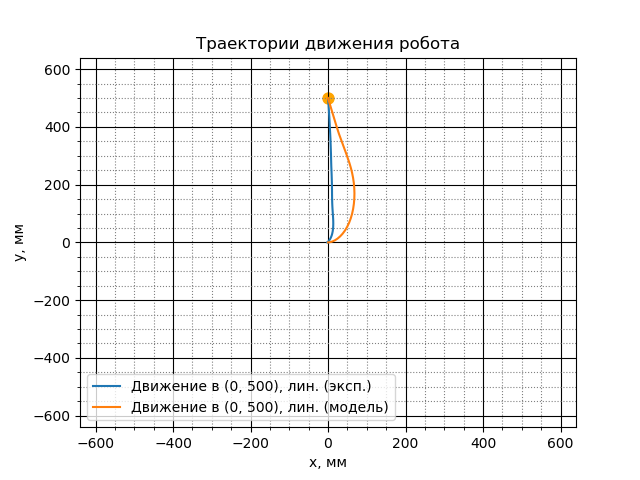 Траектории движения робота
600
400
200
0
−200
−400
−600
y, мм
Движение в (0, 500), лин. (эксп.)
Движение в (0, 500), лин. (модель)
−600 −400 −200 0 200 400 600
x, мм